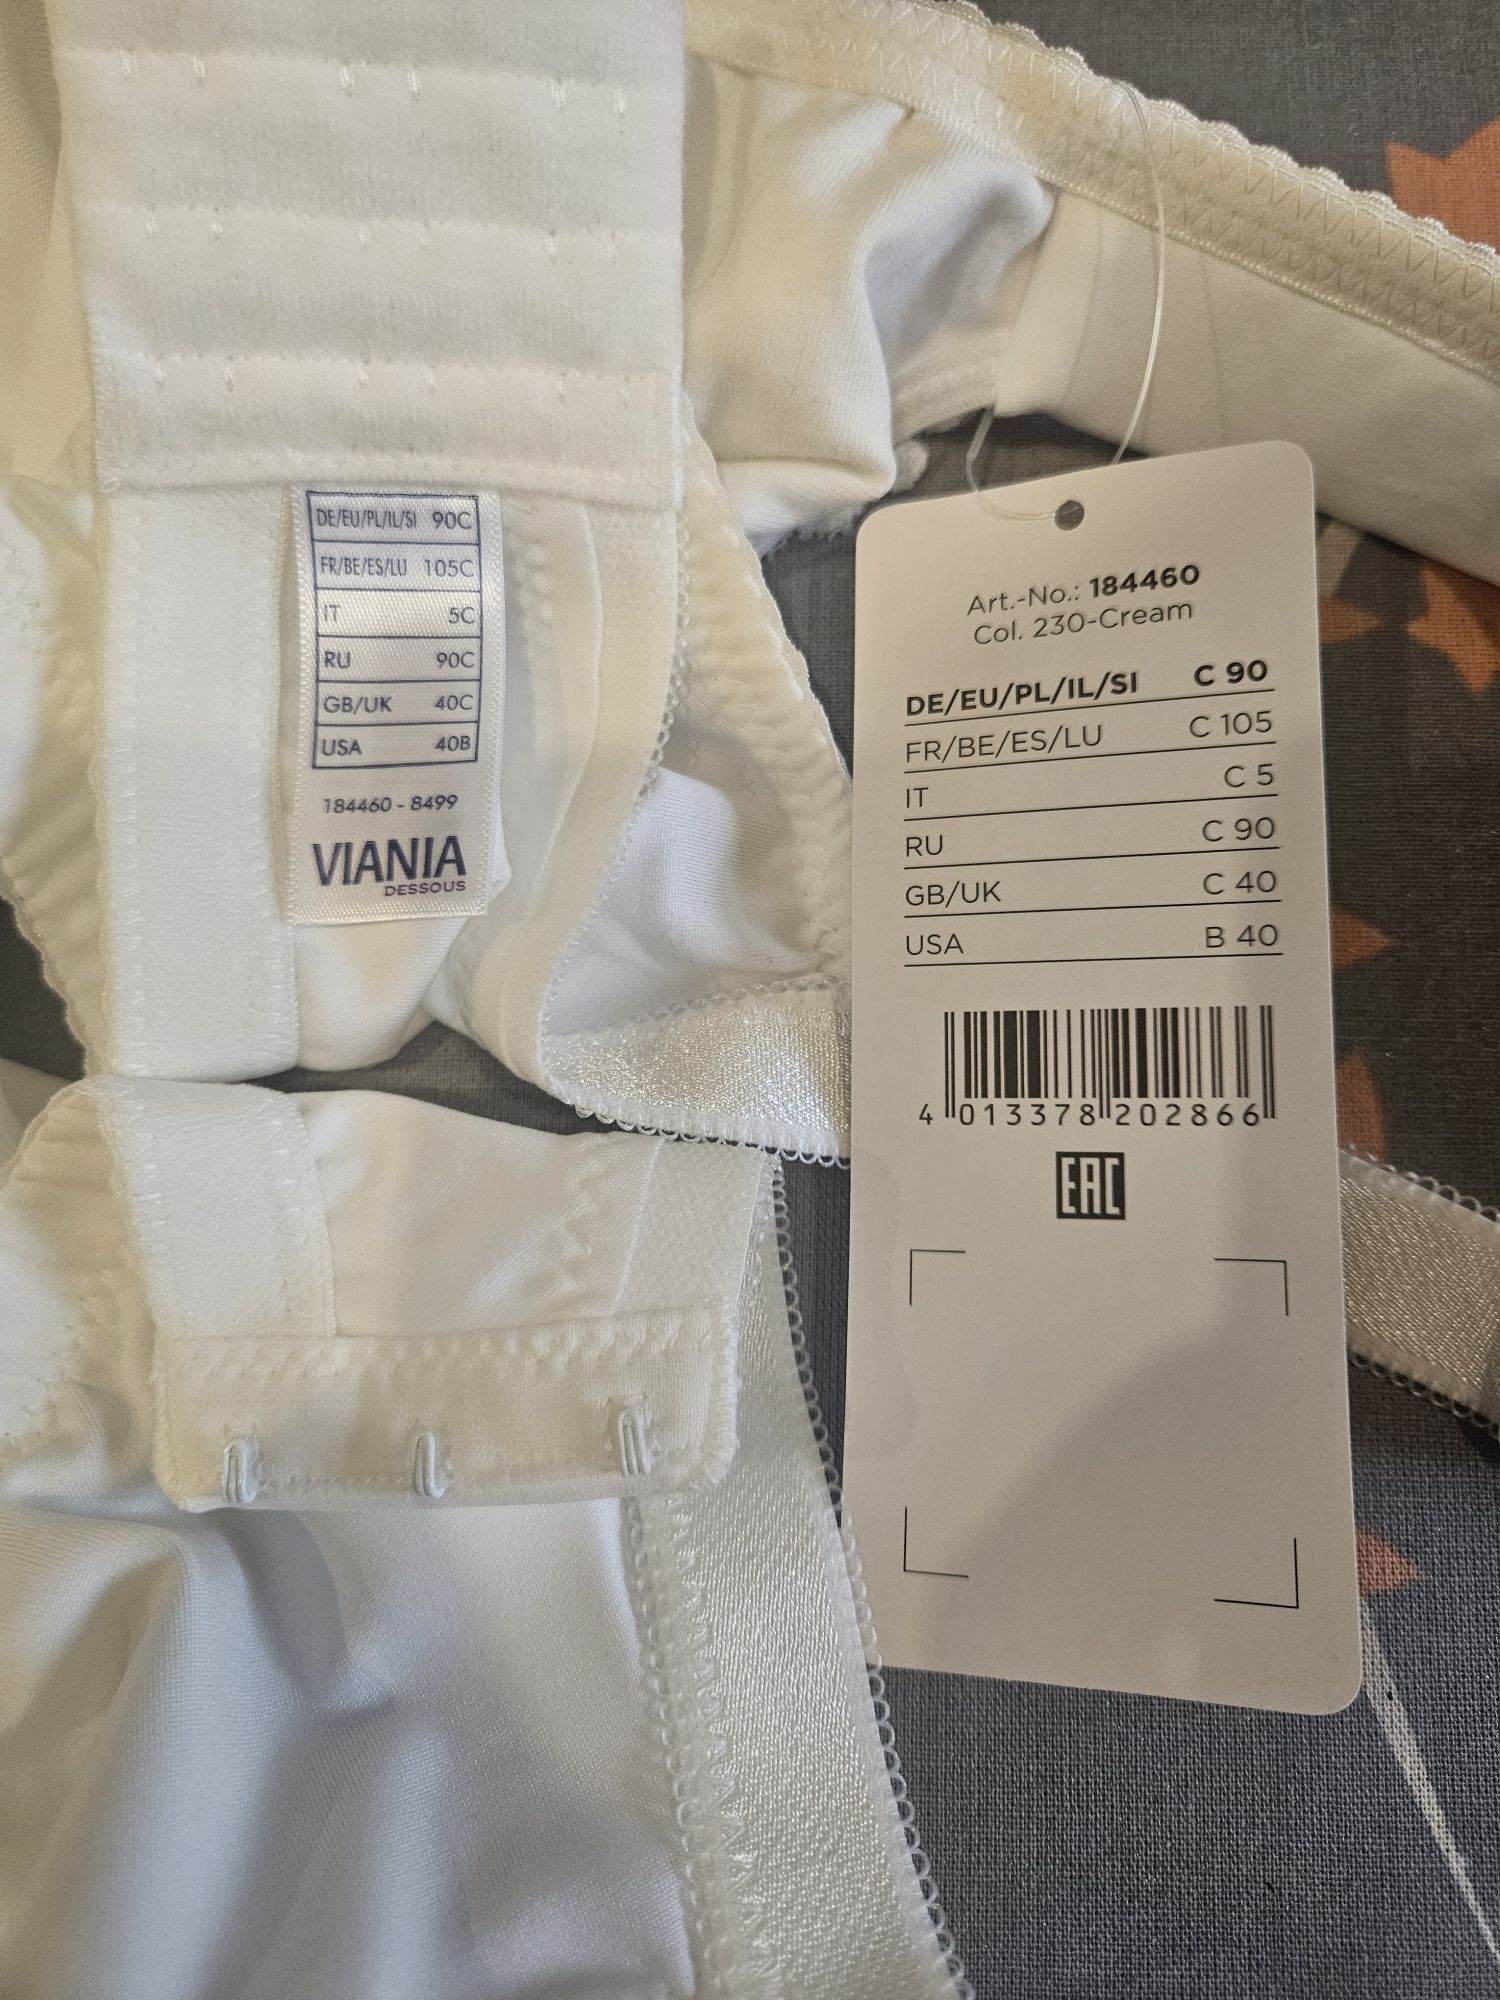 DE/EU/PL/IL/SI 90C
FR/BE/ES/LU 105C
IT 5C
RU 90C
GB/UK 40C
USA 40B
184460 - 8499
VIANIA
DESSOUS
Art.-No.: 184460
Col. 230-Cream
DE/EU/PL/IL/SI C 90
FR/BE/ES/LU C 105
IT C 5
RU C 90
GB/UK C 40
USA B 40
4 013378 202866
EAC